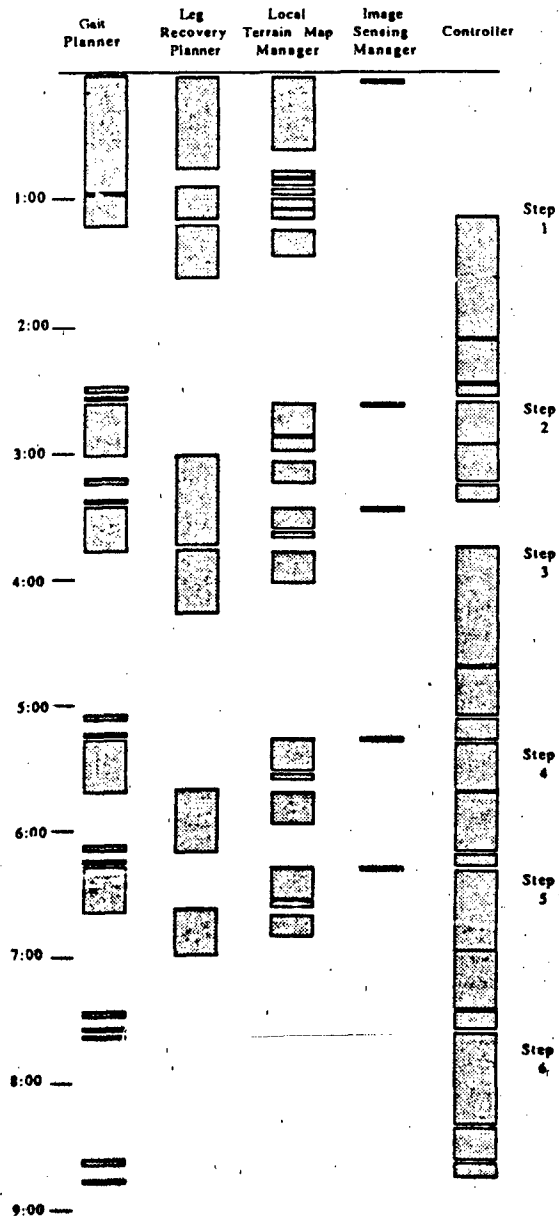 Gait
Planner
Leg
Recovery
Planner
Local
Terrain Map
Manager
Image
Sensing
Manager
Controller
1:00
Step
1
2:00
Step
2
3:00
Step
3
4:00
5:00
Step
4
6:00
Step
5
7:00
Step
6
8:00
9:00